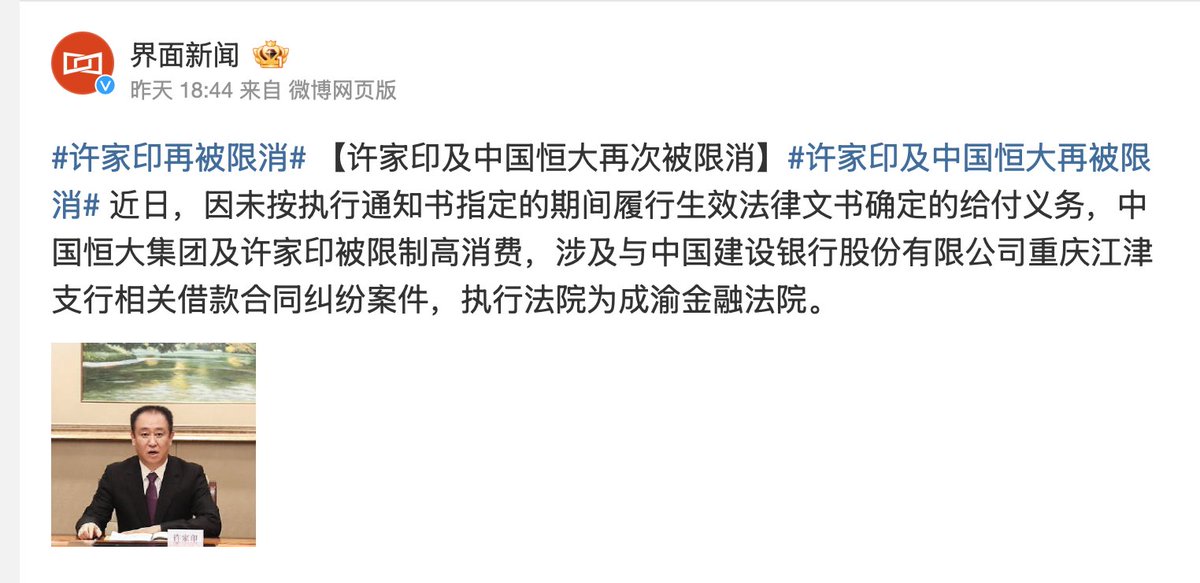 界面新闻
昨天 18:44 来自 微博网页版
#许家印再被限消# 【许家印及中国恒大再次被限消】#许家印及中国恒大再被限
消# 近日，因未按执行通知书指定的期间履行生效法律文书确定的给付义务，中
国恒大集团及许家印被限制高消费，涉及与中国建设银行股份有限公司重庆江津
支行相关借款合同纠纷案件，执行法院为成渝金融法院。
许家印